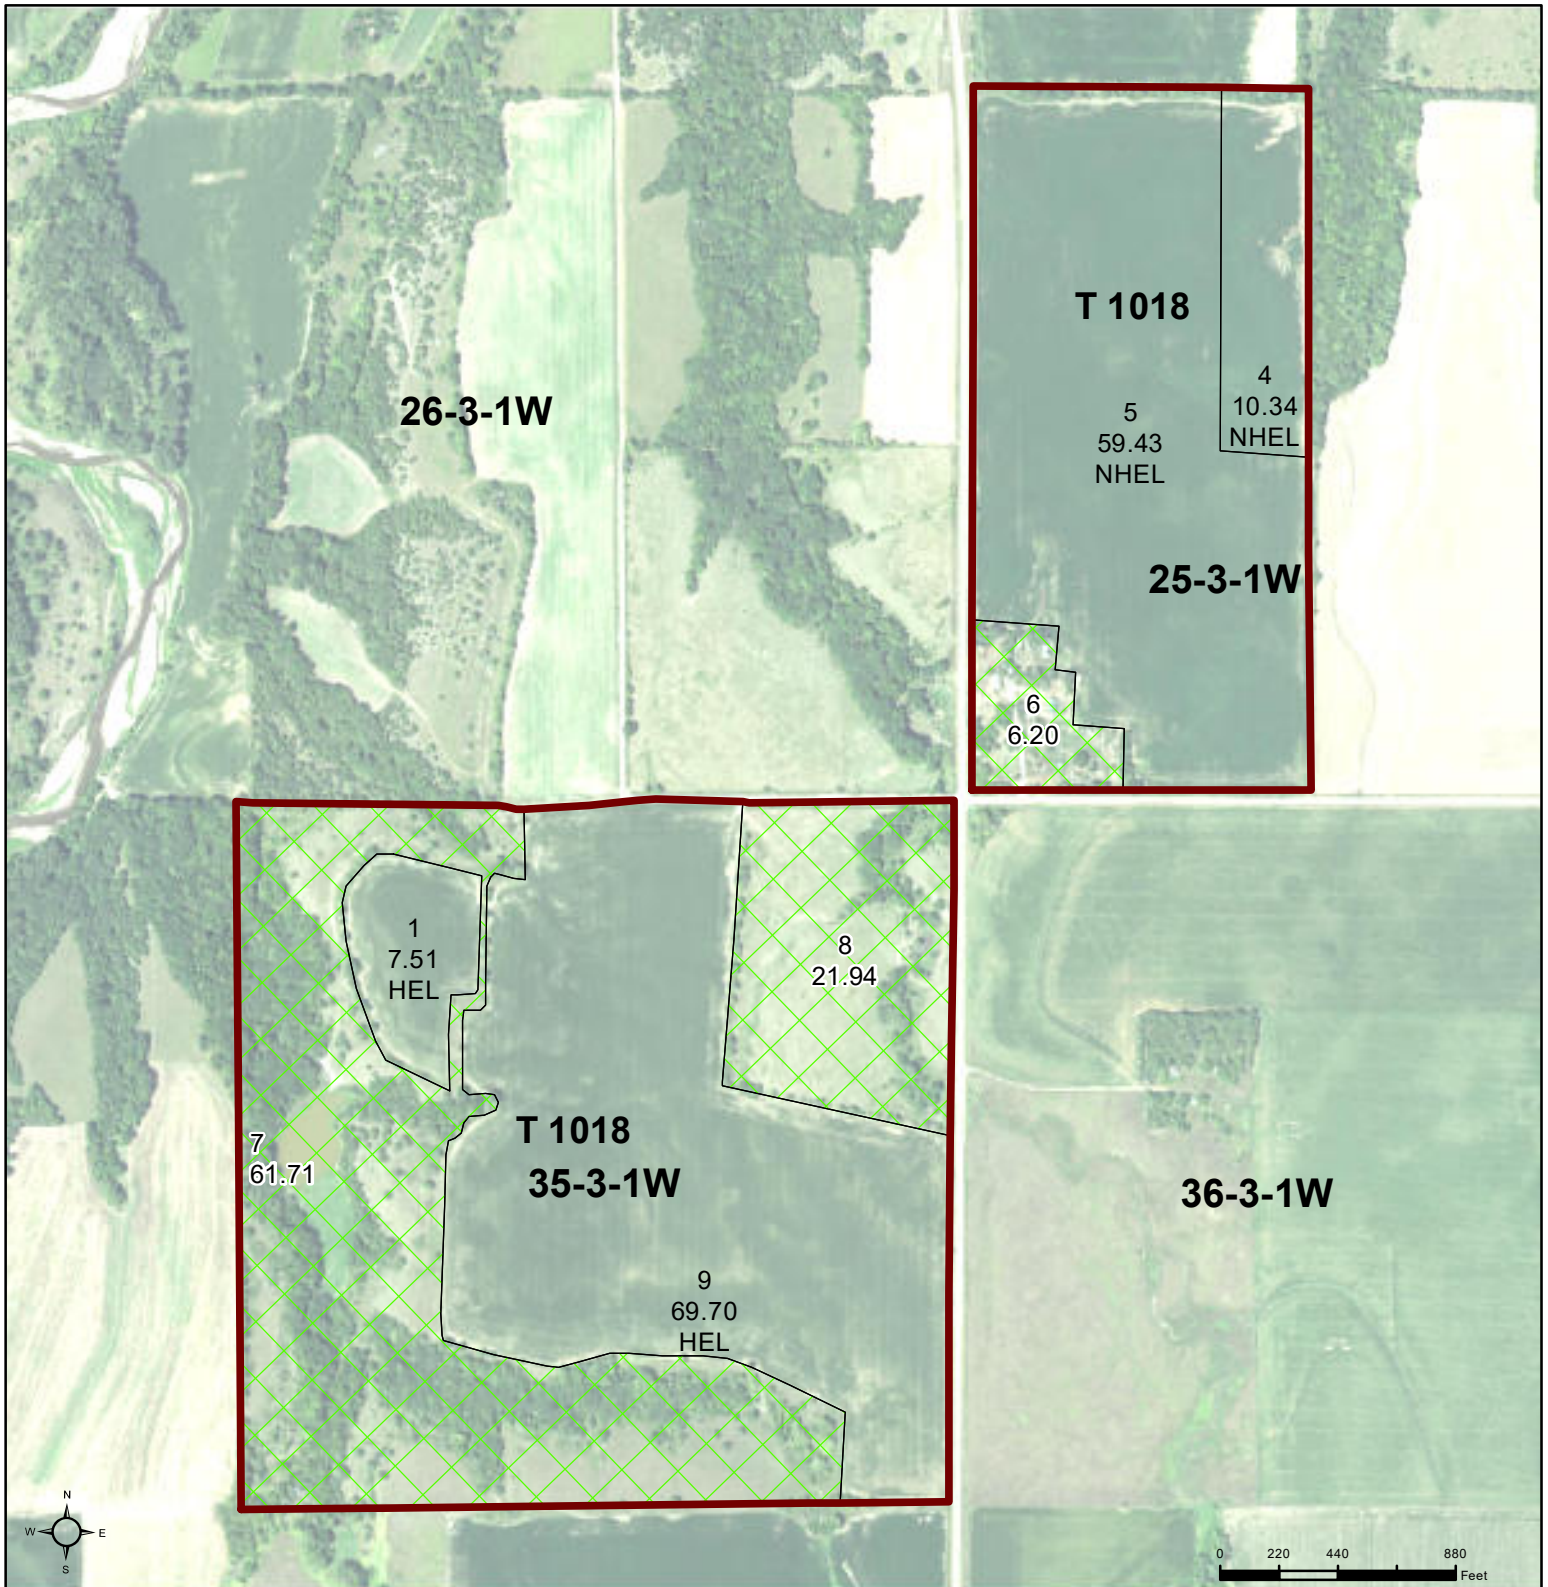 T 1018
4
10.34
NHEL
5
59.43
NHEL
26-3-1W
25-3-1W
6
6.20
1
7.51
HEL
8
21.94
T 1018
35-3-1W
7
61.71
36-3-1W
9
69.70
HEL
N
W E
S
0 220 440 880
Feet